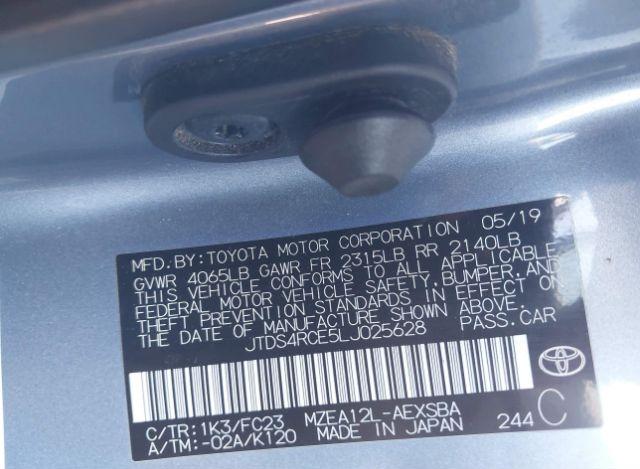 MFD. BY: TOYOTA MOTOR CORPORATION 05/19
GVWR 4065LB GAWR FR 2315LB RR 2140LB
THIS VEHICLE CONFORMS TO ALL APPLICABLE
FEDERAL MOTOR VEHICLE SAFETY, BUMPER, AND
THEFT PREVENTION STANDARDS IN EFFECT ON
THE DATE OF MANUFACTURE SHOWN ABOVE.
JTDS4RCE5LJ025628 PASS. CAR
C/TR: 1K3/FC23 MZEA12L-AEXSBA
A/TM: -02A/K120 MADE IN JAPAN 244 C